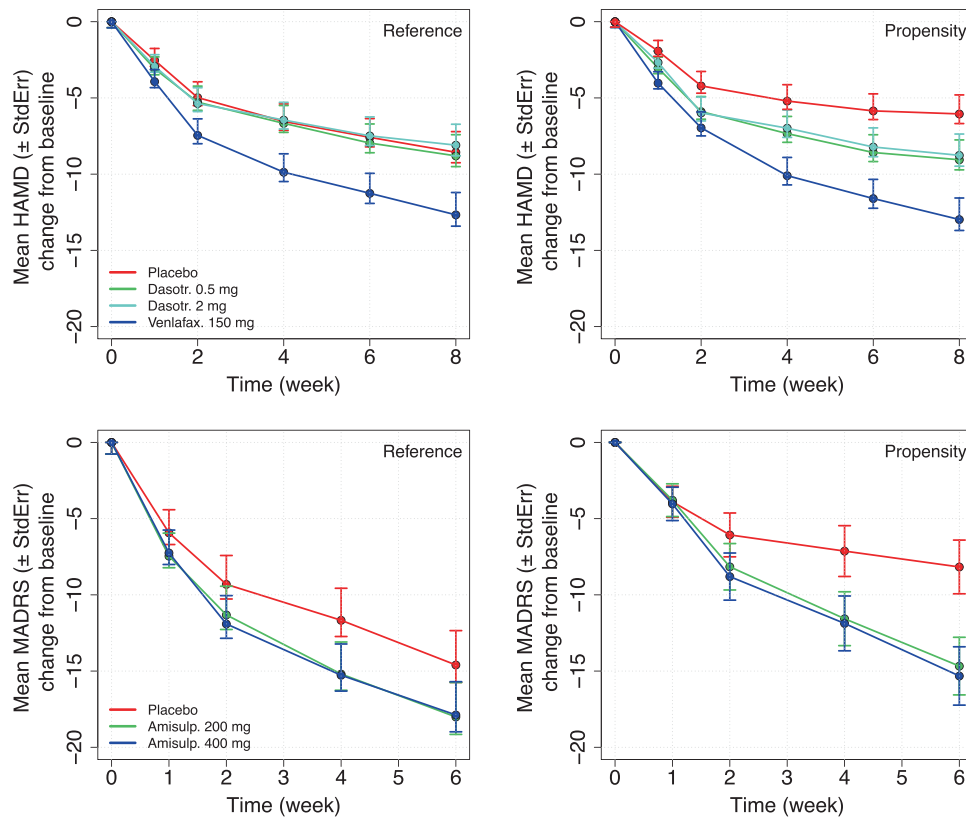 Reference
Mean HAMD (± StdErr)
change from baseline
0
−5
−10
−15
−20
Placebo
Dasotr. 0.5 mg
Dasotr. 2 mg
Venlafax. 150 mg
0 2 4 6 8
Time (week)
Propensity
Mean HAMD (± StdErr)
change from baseline
0
−5
−10
−15
−20
0 2 4 6 8
Time (week)
Reference
Mean MADRS (± StdErr)
change from baseline
0
−5
−10
−15
−20
Placebo
Amisulp. 200 mg
Amisulp. 400 mg
0 1 2 3 4 5 6
Time (week)
Propensity
Mean MADRS (± StdErr)
change from baseline
0
−5
−10
−15
−20
0 1 2 3 4 5 6
Time (week)